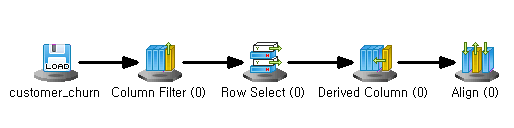 LOAD
customer_churn Column Filter (0) Row Select (0) Derived Column (0) Align (0)